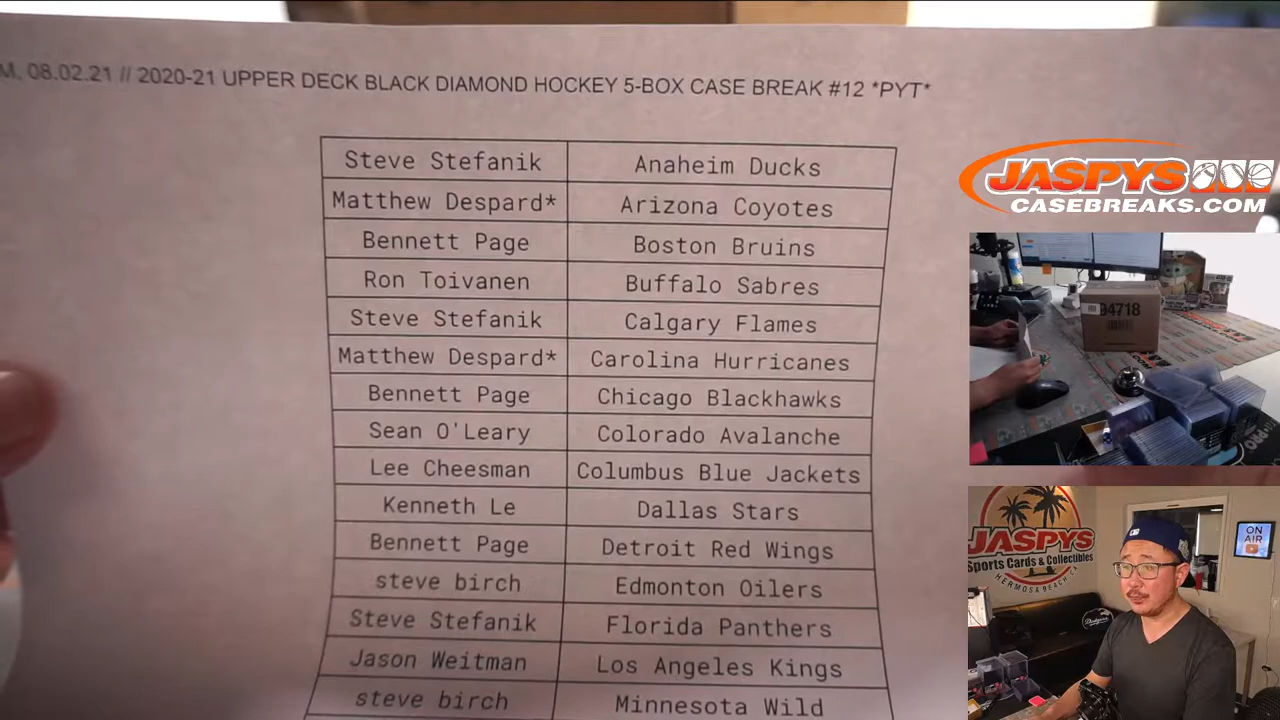 M. 08.02.21 // 2020-21 UPPER DECK BLACK DIAMOND HOCKEY 5-BOX CASE BREAK #12 *PYT*
Steve Stefanik Anaheim Ducks
Matthew Despard* Arizona Coyotes
Bennett Page Boston Bruins
Ron Toivanen Buffalo Sabres
Steve Stefanik Calgary Flames
Matthew Despard* Carolina Hurricanes
Bennett Page Chicago Blackhawks
Sean O'Leary Colorado Avalanche
Lee Cheesman Columbus Blue Jackets
Kenneth Le Dallas Stars
Bennett Page Detroit Red Wings
steve birch Edmonton Oilers
Steve Stefanik Florida Panthers
Jason Weitman Los Angeles Kings
steve birch Minnesota Wild
JASPYS
CASEBREAKS.COM
94718
JASPYS
Sports Cards & Collectibles
HERMOSA BEACH CA
ON
AIR
Dodgers